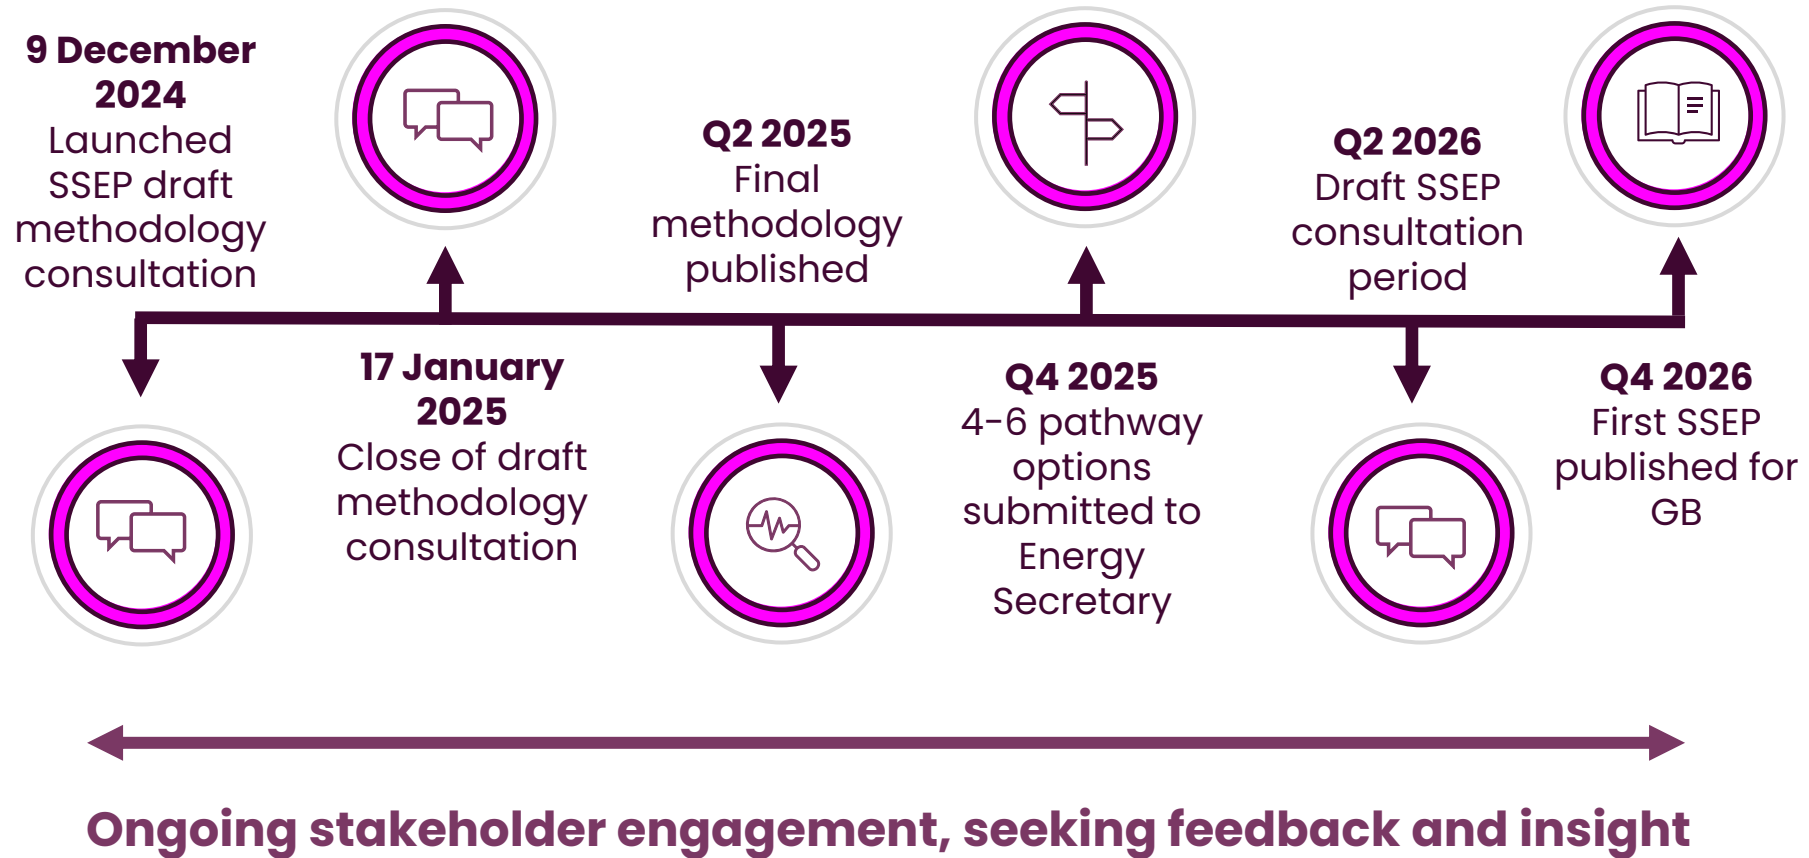 9 December
2024
Launched
SSEP draft
methodology
consultation
17 January
2025
Close of draft
methodology
consultation
Q2 2025
Final
methodology
published
Q4 2025
4-6 pathway
options
submitted to
Energy
Secretary
Q2 2026
Draft SSEP
consultation
period
Q4 2026
First SSEP
published for
GB
Ongoing stakeholder engagement, seeking feedback and insight